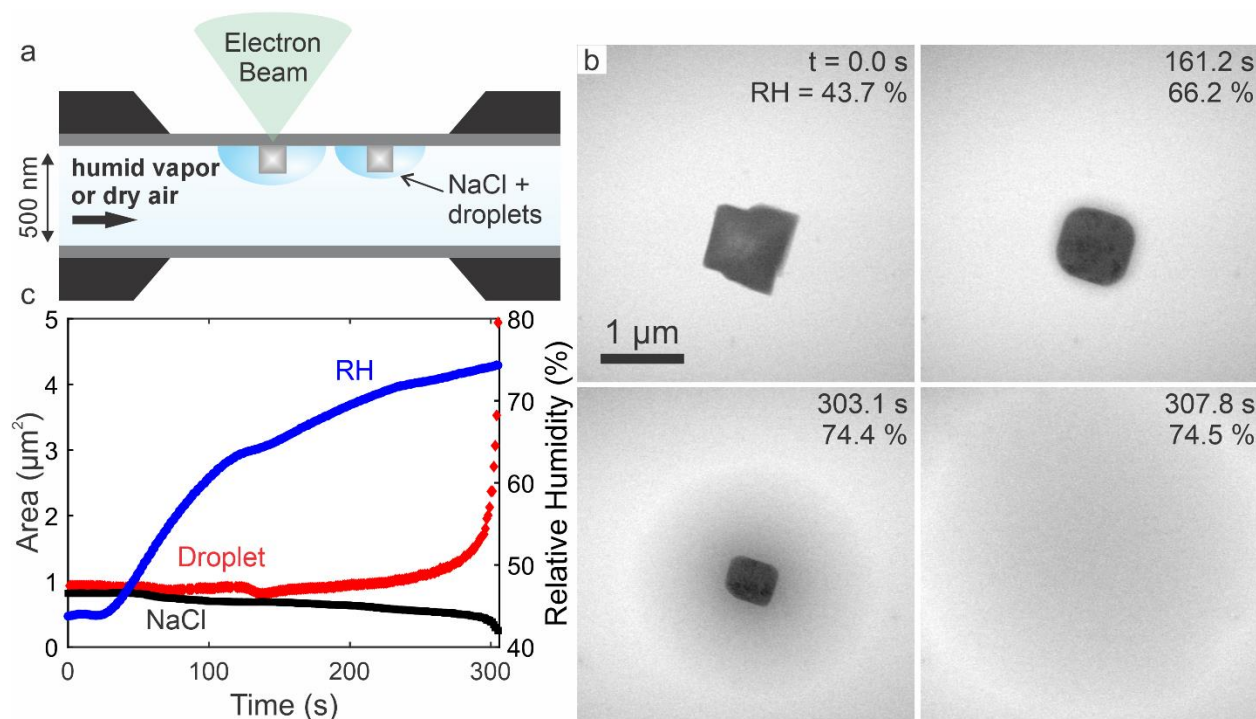 a
Electron
Beam
500 nm
humid vapor
or dry air
NaCl +
droplets
b
t = 0.0 s
RH = 43.7 %
1 μm
161.2 s
66.2 %
303.1 s
74.4 %
307.8 s
74.5 %
c
Area (μm²)
5
4
3
2
1
0
RH
Droplet
NaCl
Relative Humidity (%)
80
70
60
50
40
0
100
200
300
Time (s)